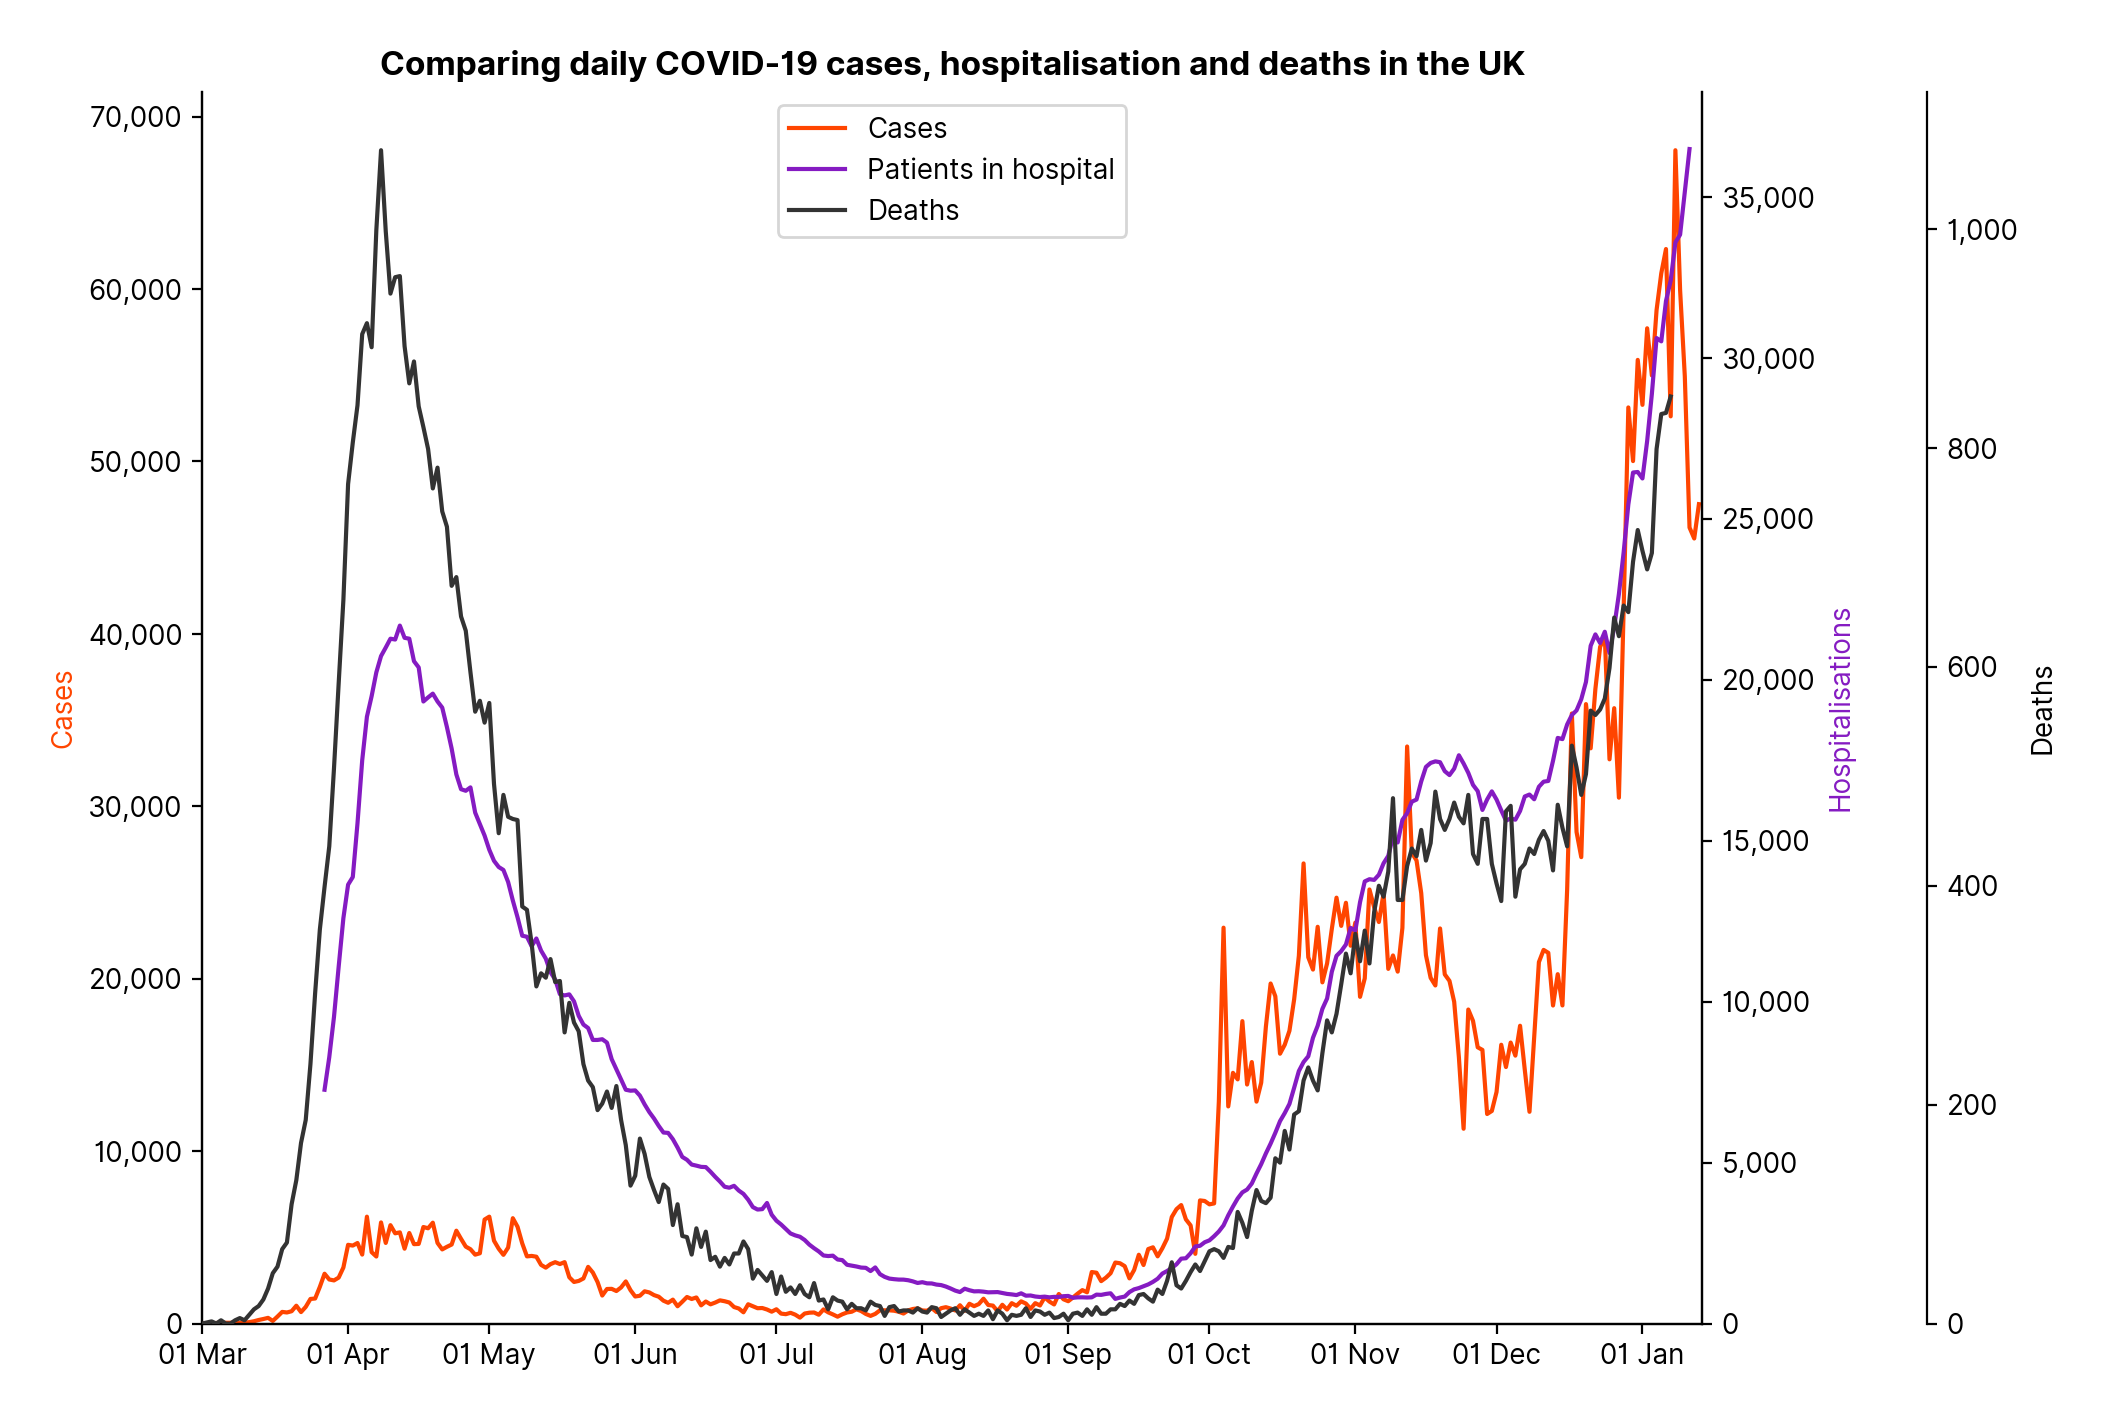 Comparing daily COVID-19 cases, hospitalisation and deaths in the UK
Cases
Patients in hospital
Deaths
70,000
60,000
50,000
40,000
30,000
20,000
10,000
0
Cases
01 Mar
01 Apr
01 May
01 Jun
01 Jul
01 Aug
01 Sep
01 Oct
01 Nov
01 Dec
01 Jan
35,000
30,000
25,000
20,000
15,000
10,000
5,000
0
Hospitalisations
1,000
800
600
400
200
0
Deaths